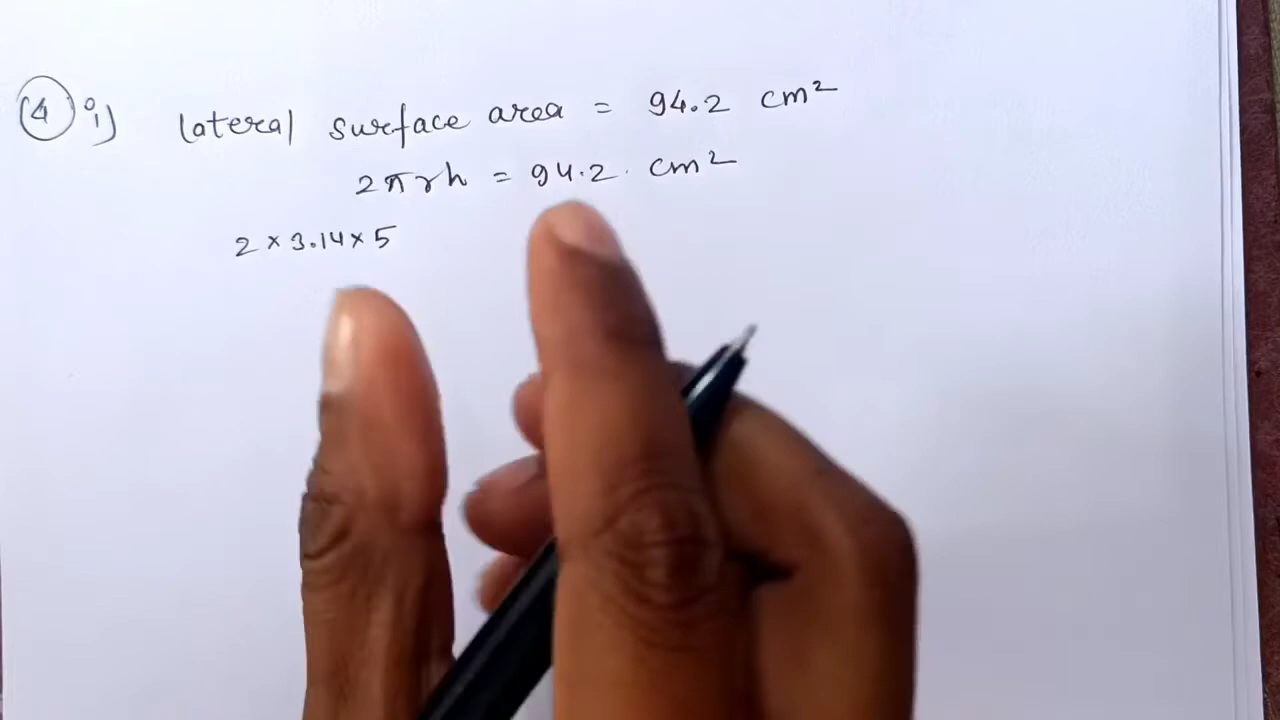 4 i) lateral surface area = 94.2 cm²
2πrh = 94.2 cm²
2 × 3.14 × 5